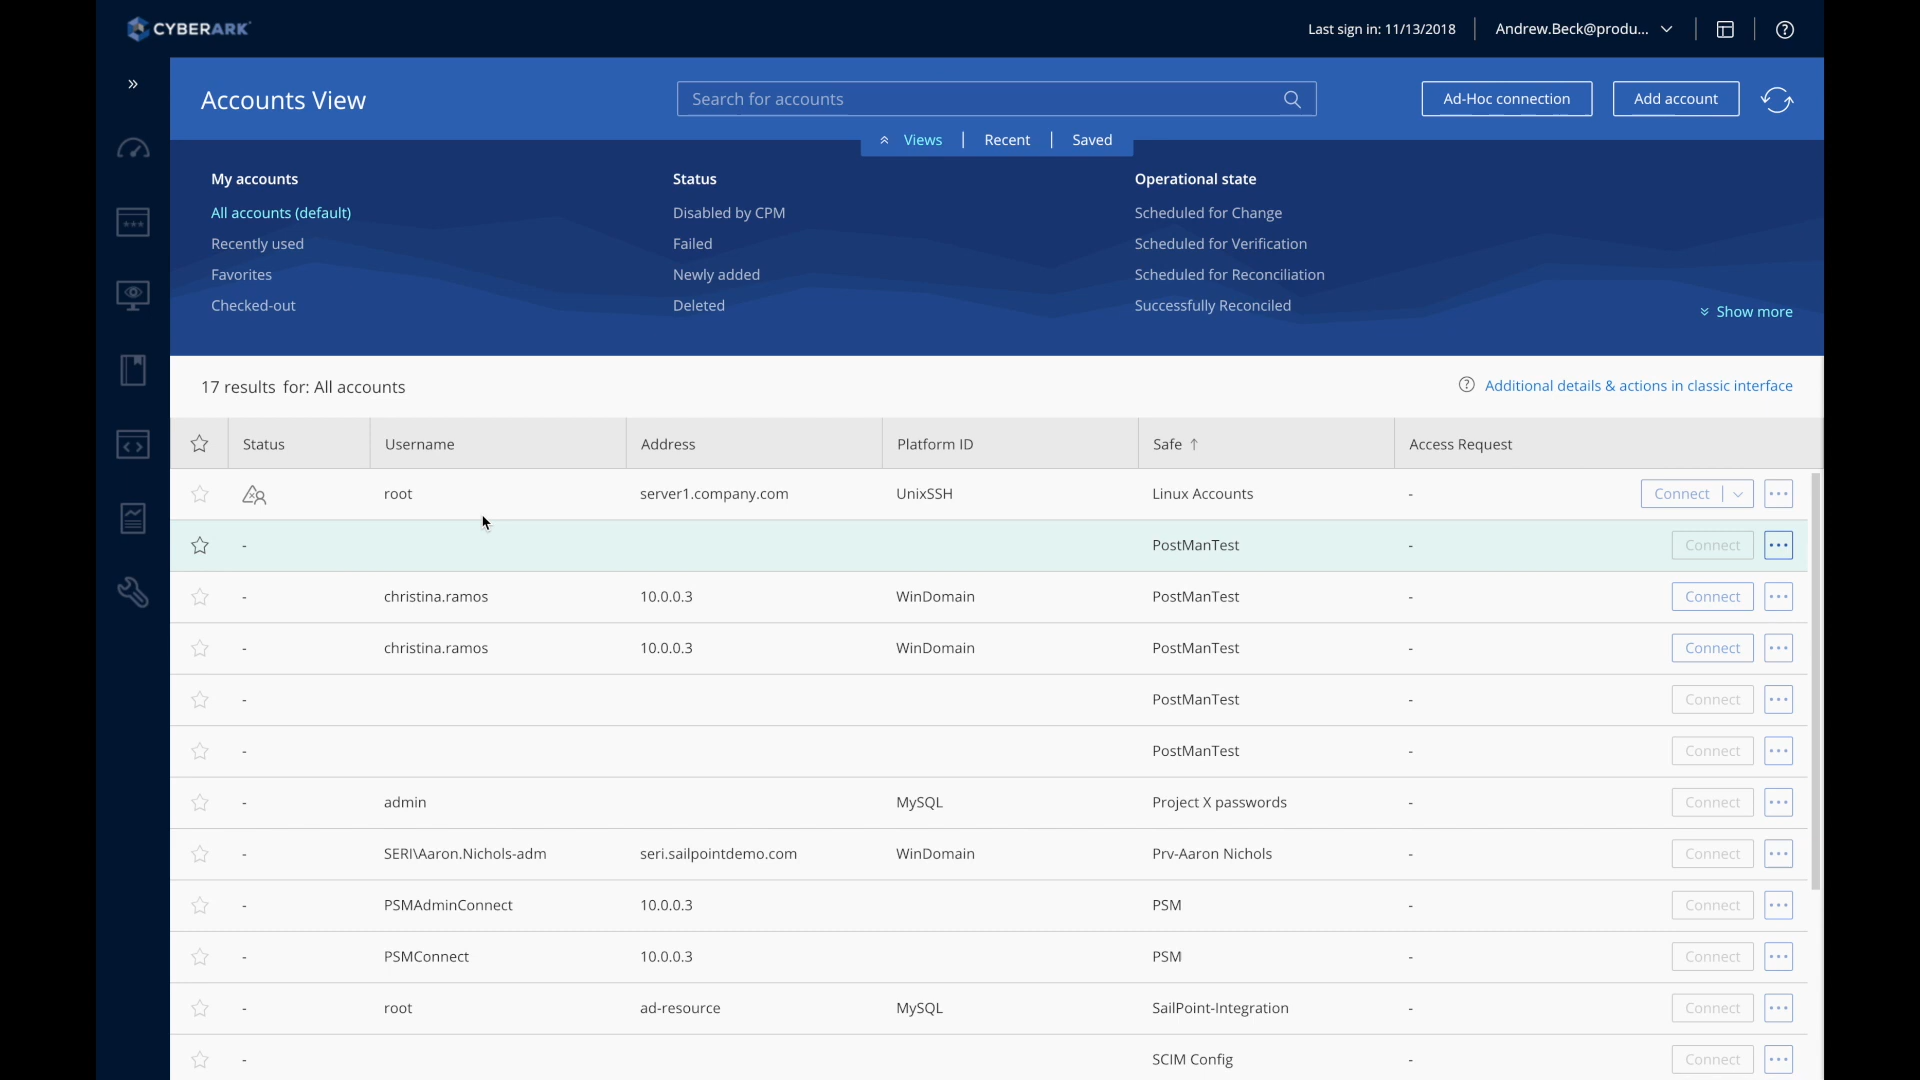 CYBERARK
Last sign in: 11/13/2018
Andrew.Beck@produ...
Accounts View
Search for accounts
Ad-Hoc connection
Add account
Views | Recent | Saved
My accounts
All accounts (default)
Recently used
Favorites
Checked-out
Status
Disabled by CPM
Failed
Newly added
Deleted
Operational state
Scheduled for Change
Scheduled for Verification
Scheduled for Reconciliation
Successfully Reconciled
Show more
17 results for: All accounts
Additional details & actions in classic interface
Status Username Address Platform ID Safe ↑ Access Request
root server1.company.com UnixSSH Linux Accounts - Connect ...
- PostManTest - Connect ...
- christina.ramos 10.0.0.3 WinDomain PostManTest - Connect ...
- christina.ramos 10.0.0.3 WinDomain PostManTest - Connect ...
- PostManTest - Connect ...
- PostManTest - Connect ...
- admin MySQL Project X passwords - Connect ...
- SERI\Aaron.Nichols-adm seri.sailpointdemo.com WinDomain Prv-Aaron Nichols - Connect ...
- PSMAdminConnect 10.0.0.3 PSM - Connect ...
- PSMConnect 10.0.0.3 PSM - Connect ...
- root ad-resource MySQL SailPoint-Integration - Connect ...
- SCIM Config - Connect ...